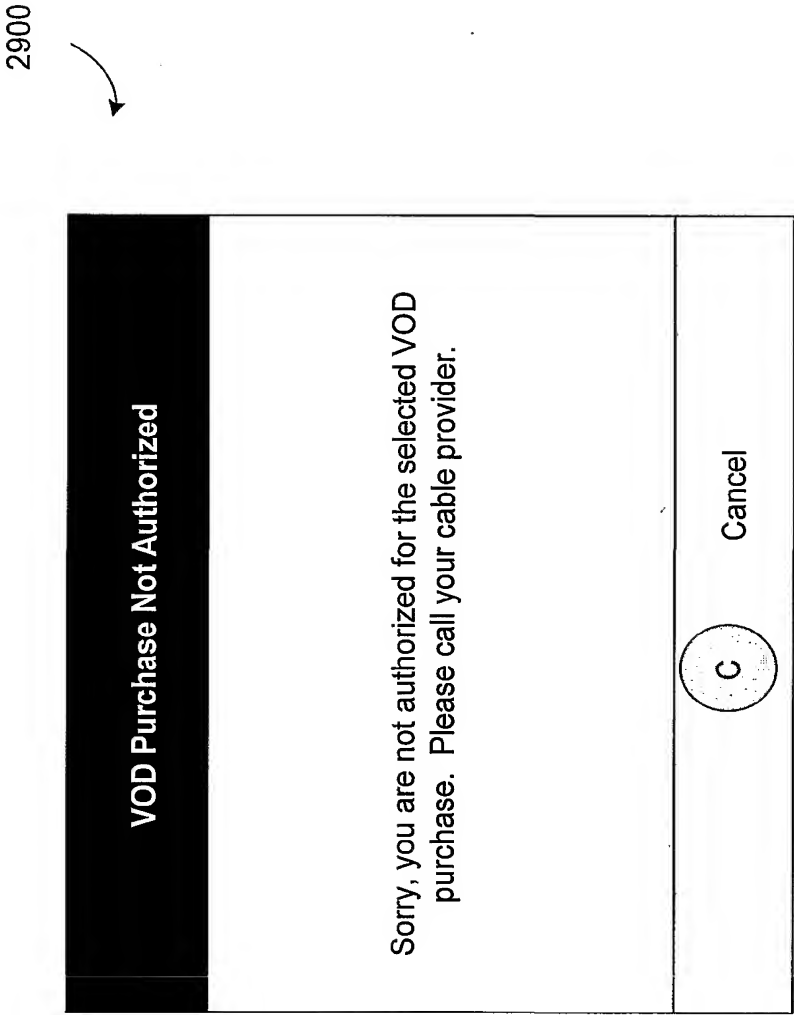 2900
VOD Purchase Not Authorized
Sorry, you are not authorized for the selected VOD
purchase. Please call your cable provider.
C Cancel